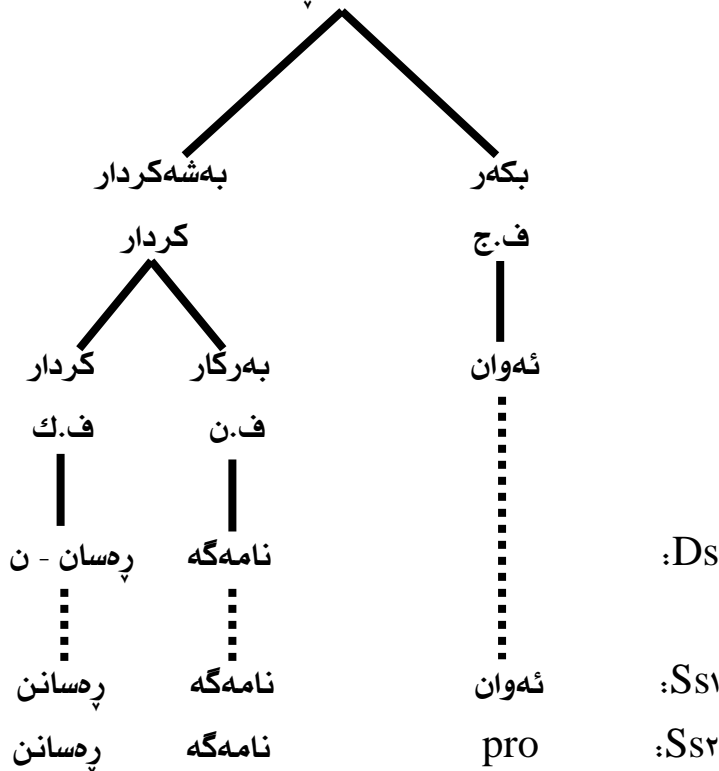 بکەر بەشەکردار
ف.ج کردار
ئەوان بەرکار کردار
ف.ن ف.ك
Ds: نامەگە ڕەسان - ن
Ss١: ئەوان نامەگە ڕەسانن
Ss٢: pro نامەگە ڕەسانن